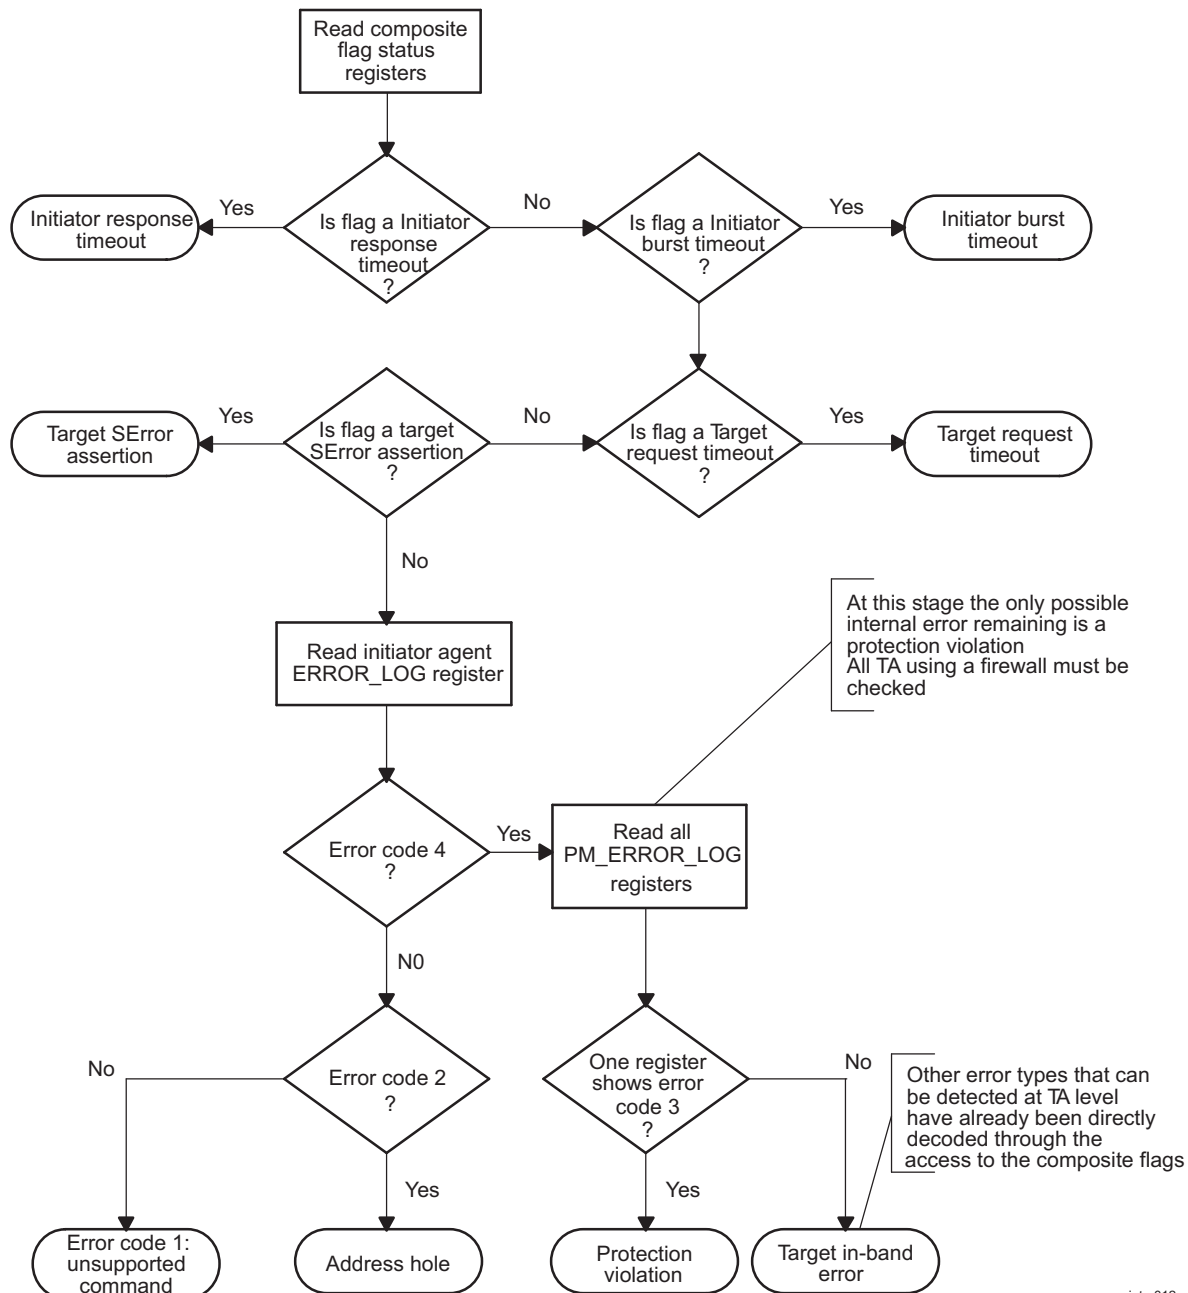 Read composite
flag status
registers
Initiator response
timeout
Yes
Is flag a Initiator
response
timeout
?
No
Is flag a Initiator
burst timeout
?
Yes
Initiator burst
timeout
Target SError
assertion
Yes
Is flag a target
SError assertion
?
No
Is flag a Target
request timeout
?
Yes
Target request
timeout
No
Read initiator agent
ERROR_LOG register
At this stage the only possible
internal error remaining is a
protection violation
All TA using a firewall must be
checked
Error code 4
?
Yes
Read all
PM_ERROR_LOG
registers
N0
No
Error code 2
?
Yes
One register
shows error
code 3
?
No
Yes
Other error types that can
be detected at TA level
have already been directly
decoded through the
access to the composite flags
Error code 1:
unsupported
command
Address hole
Protection
violation
Target in-band
error